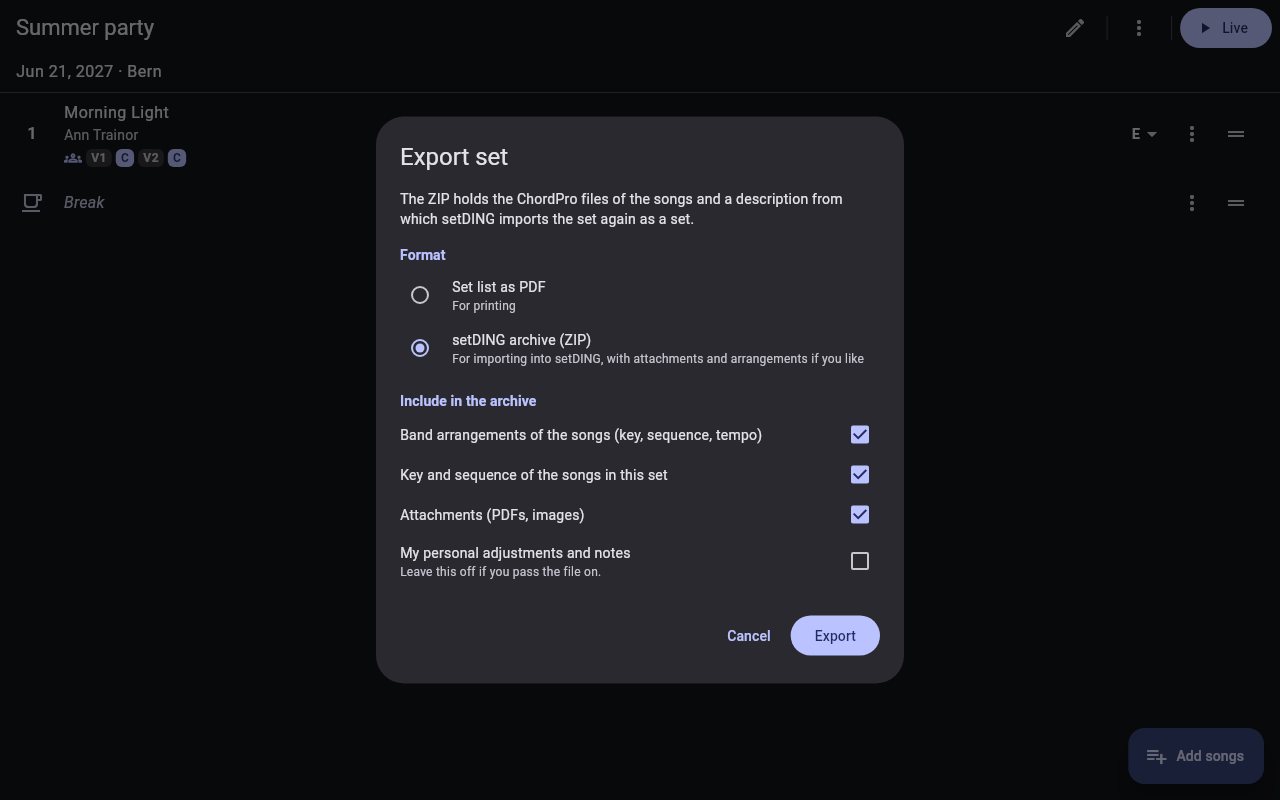 Summer party
Live
Jun 21, 2027 · Bern
1
Morning Light
Ann Trainor
V1 C V2 C
E
Break
Export set
The ZIP holds the ChordPro files of the songs and a description from
which setDING imports the set again as a set.
Format
Set list as PDF
For printing
setDING archive (ZIP)
For importing into setDING, with attachments and arrangements if you like
Include in the archive
Band arrangements of the songs (key, sequence, tempo)
Key and sequence of the songs in this set
Attachments (PDFs, images)
My personal adjustments and notes
Leave this off if you pass the file on.
Cancel
Export
Add songs